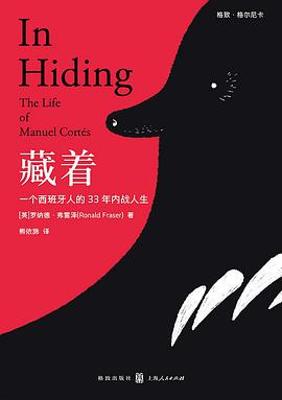 格致·格尔尼卡
In
Hiding
The Life
of
Manuel Cortés
藏着
一个西班牙人的 33 年内战人生
[英]罗纳德·弗雷泽(Ronald Fraser) 著
熊依旆 译
格致出版社 上海人民出版社